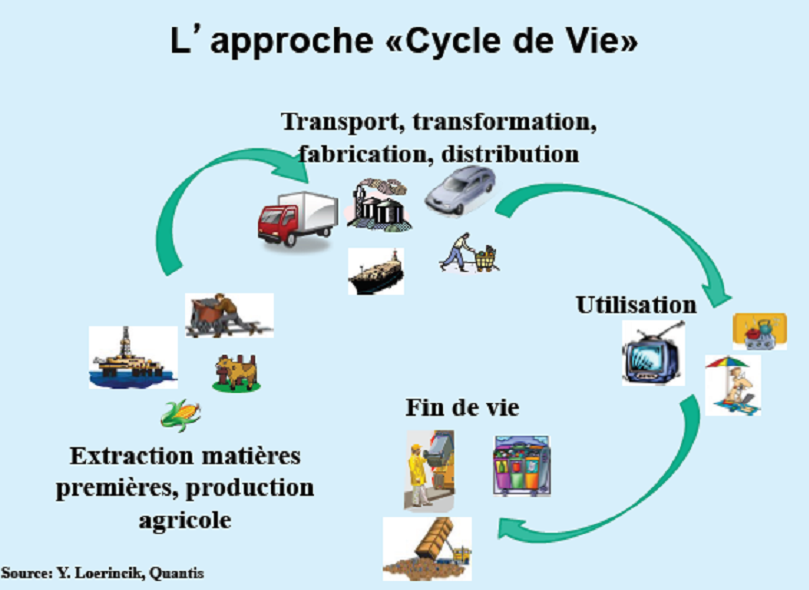 L’ approche «Cycle de Vie»
Transport, transformation,
fabrication, distribution
Utilisation
Fin de vie
Extraction matières
premières, production
agricole
Source: Y. Loerincik, Quantis